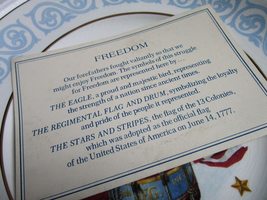 FREEDOM
Our forefathers fought valiantly so that we
might enjoy Freedom. The symbols of this struggle
for Freedom are represented here by . . .
THE EAGLE, a proud and majestic bird, representing
the strength of a nation since ancient times.
THE REGIMENTAL FLAG AND DRUM, symbolizing the loyalty
and pride of the people it represented.
THE STARS AND STRIPES, the flag of the 13 Colonies,
which was adopted as the official flag
of the United States of America on June 14, 1777.